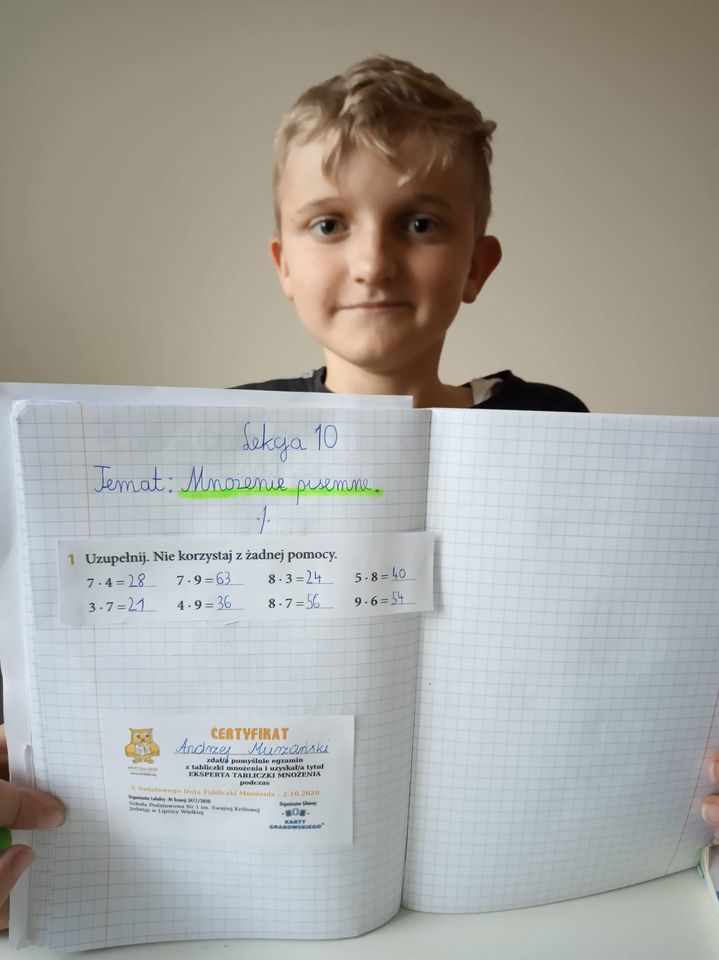 Lekcja 10
Temat: Mnożenie pisemne.
·/·
1 Uzupełnij. Nie korzystaj z żadnej pomocy.
7 · 4 = 28 7 · 9 = 63 8 · 3 = 24 5 · 8 = 40
3 · 7 = 21 4 · 9 = 36 8 · 7 = 56 9 · 6 = 54
CERTYFIKAT
Andrzej Murzański
zdał/a pomyślnie egzamin
z tabliczki mnożenia i uzyskał/a tytuł
EKSPERTA TABLICZKI MNOŻENIA
podczas
Światowego Dnia Tabliczki Mnożenia - 2.10.2020
Organizator Lokalny
Szkoła Podstawowa Nr 1 im. Świętej Królowej
Jadwigi w Lipnicy Wielkiej
Organizator Główny:
KARTY
GRABOWSKIEGO